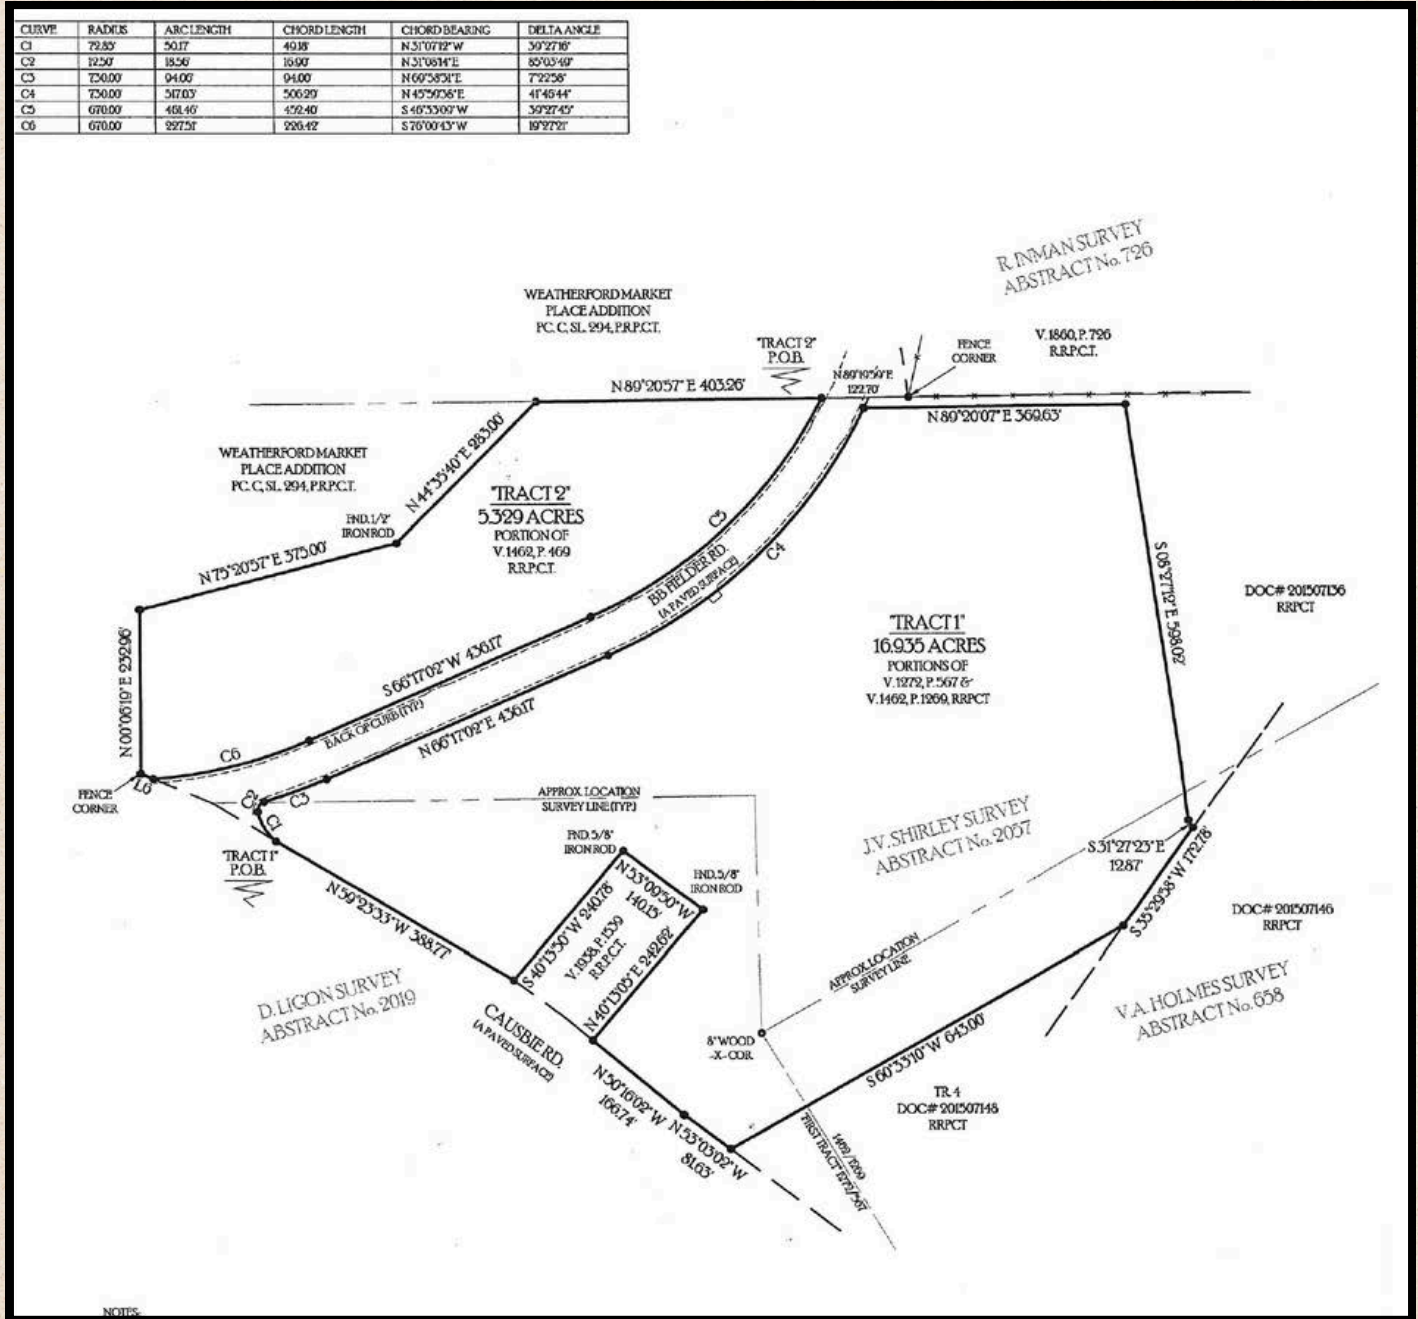 CURVE RADIUS ARC LENGTH CHORD LENGTH CHORD BEARING DELTA ANGLE
C1 72.85' 50.17' 49.18' N 31°07'12" W 39°27'16"
C2 12.50' 18.56' 16.90' N 31°08'14" E 85°03'49"
C3 730.00' 94.06' 94.00' N 69°58'31" E 7°22'58"
C4 730.00' 517.03' 506.29' N 45°59'36" E
C5 670.00' 461.46' 452.40' S 46°33'09" W 39°27'45"
C6 670.00' 227.51' 226.42' S 76°00'43" W 19°27'21"
R. INMAN SURVEY
ABSTRACT No. 726
WEATHERFORD MARKET
PLACE ADDITION
PC. C, SL. 294, P.R.P.C.T.
"TRACT 2"
P.O.B.
FENCE
CORNER
V. 1860, P. 726
R.R.P.C.T.
N 89°19'59" E
122.70'
N 89°20'57" E 403.26'
N 89°20'07" E 369.63'
WEATHERFORD MARKET
PLACE ADDITION
PC. C, SL. 294, P.R.P.C.T.
N 44°35'40" E 283.00'
"TRACT 2"
5.329 ACRES
PORTION OF
V. 1462, P. 469
R.R.P.C.T.
FND. 1/2"
IRON ROD
N 75°20'57" E 375.00'
C5
C4
BB FIELDER RD.
(A PAVED SURFACE)
S 08°27'12" E 598.02'
DOC# 201507136
RRPCT
"TRACT 1"
16.935 ACRES
PORTIONS OF
V. 1272, P. 567 &
V. 1462, P. 1269, RRPCT
N 00°06'19" E 232.96'
S 66°17'02" W 436.17'
BACK OF CURB (TYP.)
N 66°17'02" E 436.17'
C6
L6
FENCE
CORNER
C2
C3
C1
APPROX. LOCATION
SURVEY LINE (TYP.)
"TRACT 1"
P.O.B.
FND. 5/8"
IRON ROD
FND. 5/8"
IRON ROD
J.V. SHIRLEY SURVEY
ABSTRACT No. 2057
S 31°27'23" E
12.87'
S 35°29'58" W 172.78'
N 59°23'33" W 388.77'
S 40°13'50" W 240.78'
N 53°09'50" W
140.15'
V. 1938, P. 1539
R.R.P.C.T.
N 40°13'05" E 242.62'
DOC# 201507146
RRPCT
APPROX. LOCATION
SURVEY LINE
D. LIGON SURVEY
ABSTRACT No. 2019
CAUSBIE RD.
(A PAVED SURFACE)
V.A. HOLMES SURVEY
ABSTRACT No. 658
8" WOOD
-X- COR.
S 60°33'10" W 643.00'
N 50°16'02" W
166.74'
N 53°03'02" W
81.63'
TR. 4
DOC# 201507148
RRPCT
1462/1269
"FIRST TRACT" 1272/567
NOTES: